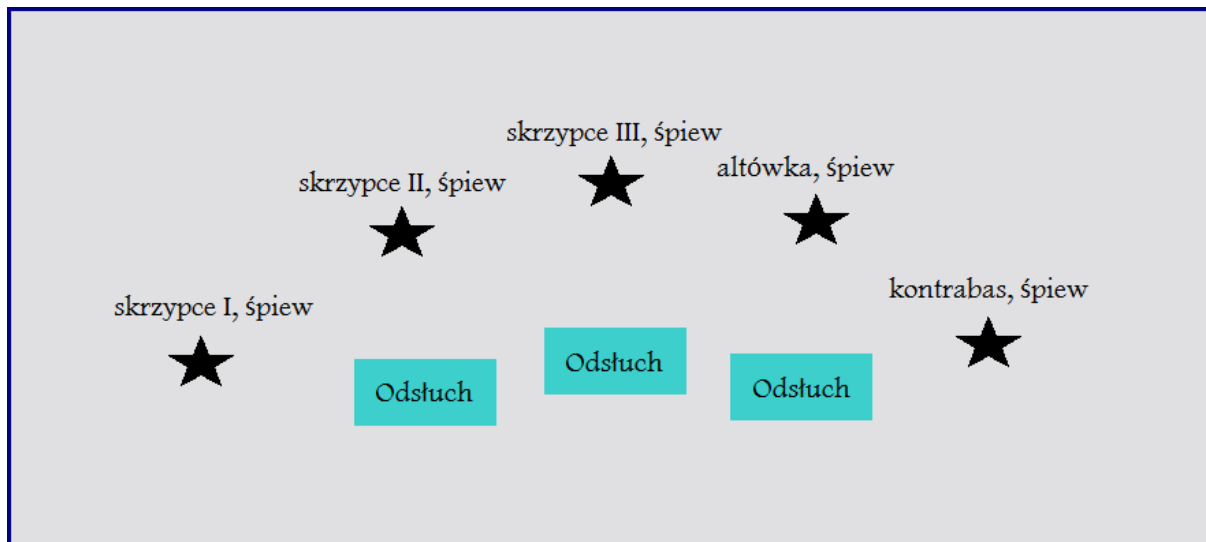 skrzypce III, śpiew
altówka, śpiew
skrzypce II, śpiew
kontrabas, śpiew
skrzypce I, śpiew
Odsłuch
Odsłuch
Odsłuch